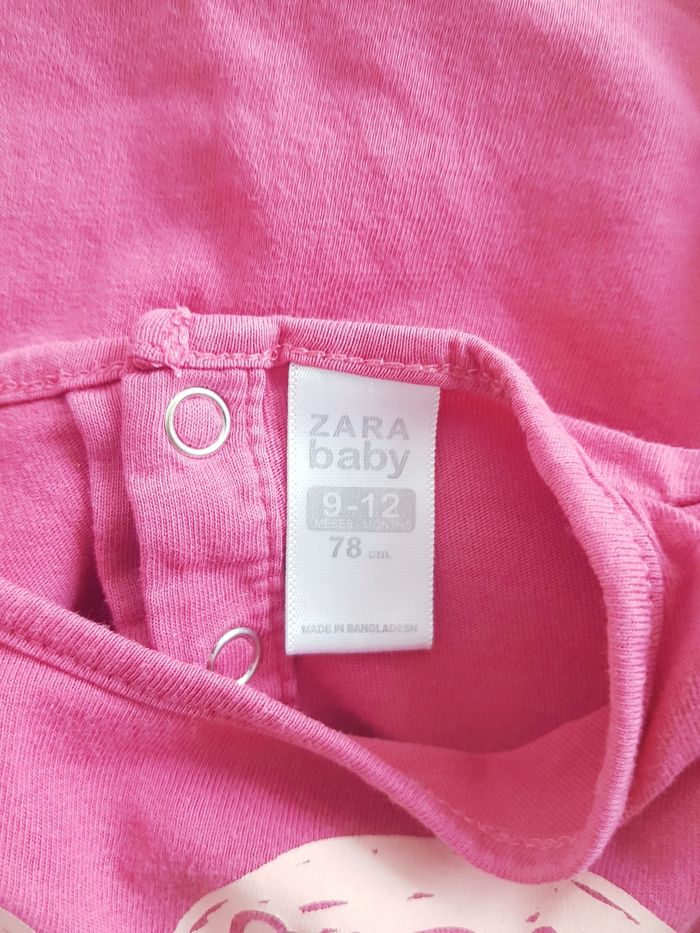 ZARA
baby
9-12
MESES - MONTHS
78 cm.
MADE IN BANGLADESH